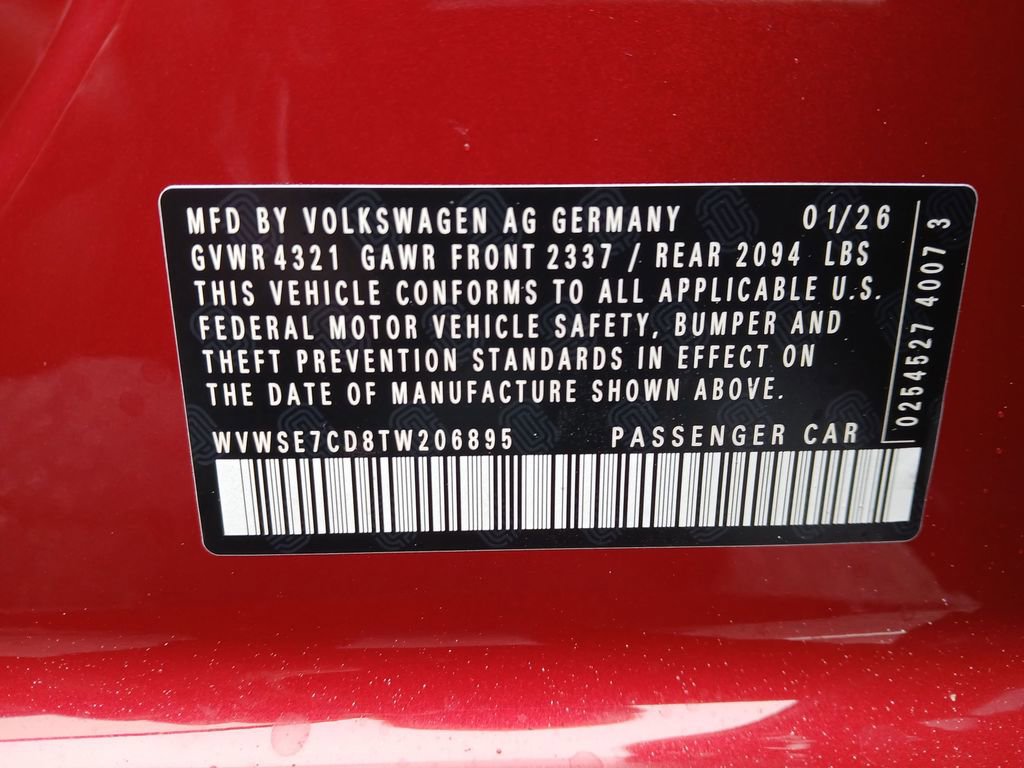 MFD BY VOLKSWAGEN AG GERMANY 01/26
GVWR 4321 GAWR FRONT 2337 / REAR 2094 LBS
THIS VEHICLE CONFORMS TO ALL APPLICABLE U.S.
FEDERAL MOTOR VEHICLE SAFETY, BUMPER AND
THEFT PREVENTION STANDARDS IN EFFECT ON
THE DATE OF MANUFACTURE SHOWN ABOVE.
WVWSE7CD8TW206895 PASSENGER CAR
0254527 4007 3